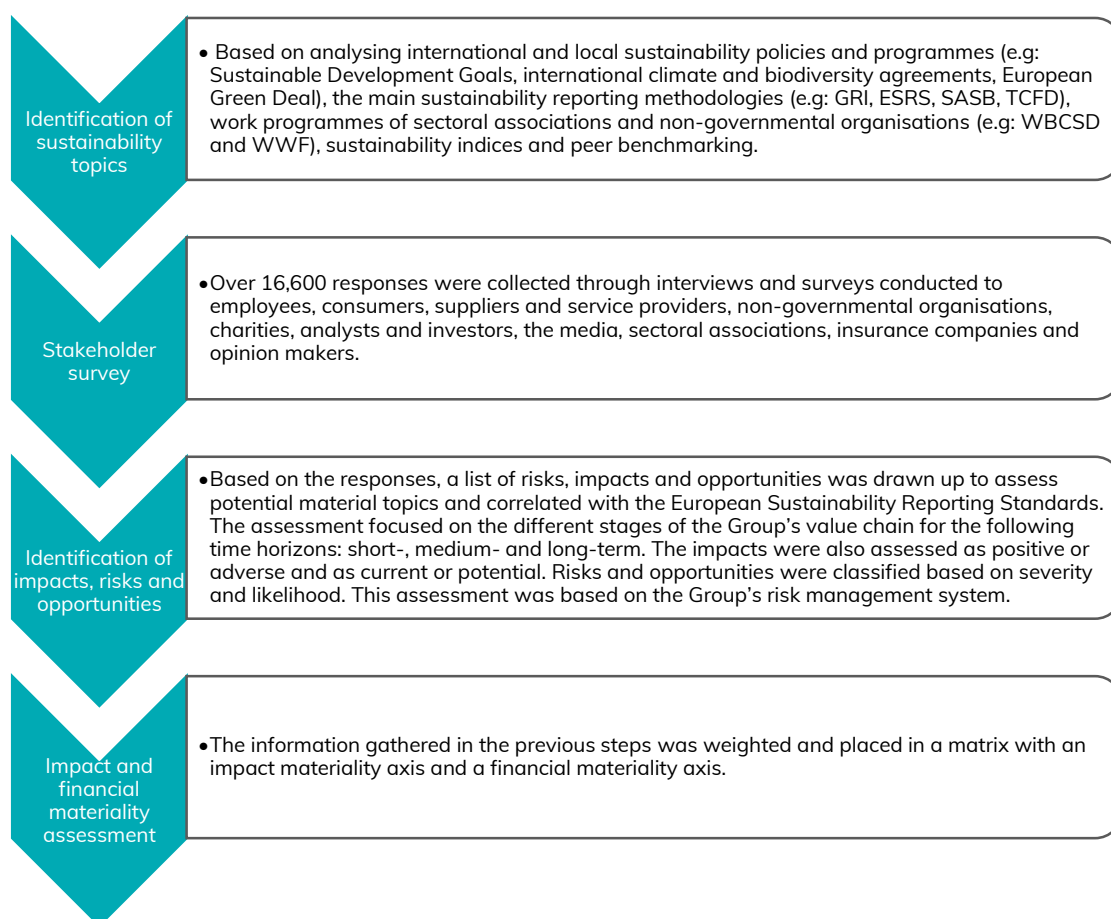 Identification of
sustainability
topics
• Based on analysing international and local sustainability policies and programmes (e.g:
Sustainable Development Goals, international climate and biodiversity agreements, European
Green Deal), the main sustainability reporting methodologies (e.g: GRI, ESRS, SASB, TCFD),
work programmes of sectoral associations and non-governmental organisations (e.g: WBCSD
and WWF), sustainability indices and peer benchmarking.
Stakeholder
survey
•Over 16,600 responses were collected through interviews and surveys conducted to
employees, consumers, suppliers and service providers, non-governmental organisations,
charities, analysts and investors, the media, sectoral associations, insurance companies and
opinion makers.
Identification of
impacts, risks and
opportunities
•Based on the responses, a list of risks, impacts and opportunities was drawn up to assess
potential material topics and correlated with the European Sustainability Reporting Standards.
The assessment focused on the different stages of the Group's value chain for the following
time horizons: short-, medium- and long-term. The impacts were also assessed as positive or
adverse and as current or potential. Risks and opportunities were classified based on severity
and likelihood. This assessment was based on the Group's risk management system.
Impact and
financial
materiality
assessment
•The information gathered in the previous steps was weighted and placed in a matrix with an
impact materiality axis and a financial materiality axis.